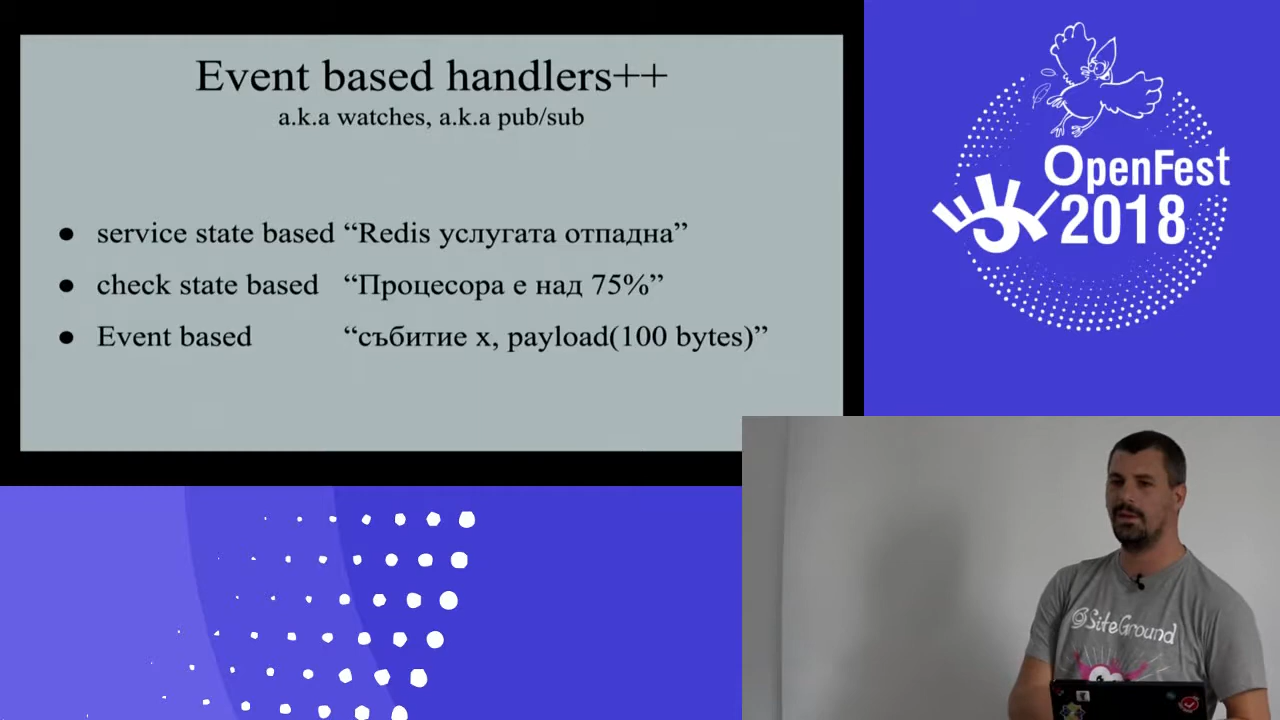 Event based handlers++
a.k.a watches, a.k.a pub/sub
● service state based “Redis услугата отпадна”
● check state based “Процесора е над 75%”
● Event based “събитие x, payload(100 bytes)”
OpenFest
2018
@SiteGround